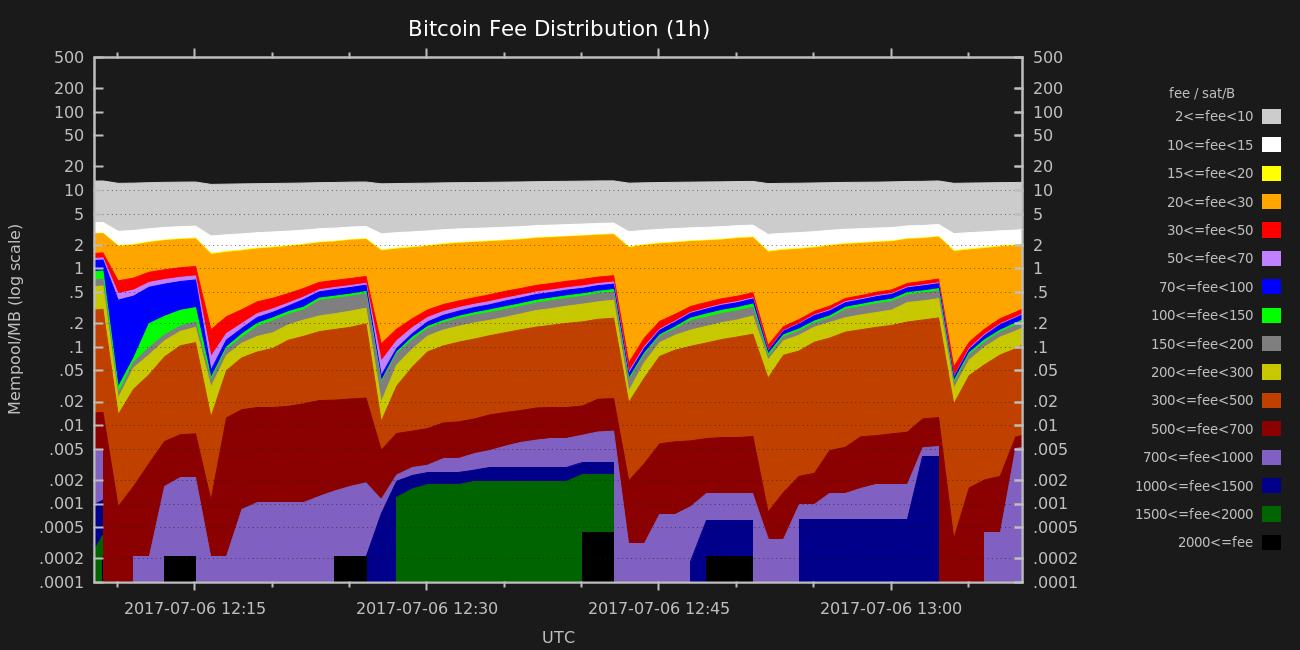 Bitcoin Fee Distribution (1h)
500 500
200 200
100 100
50 50
20 20
10 10
5 5
2 2
1 1
.5 .5
.2 .2
.1 .1
.05 .05
.02 .02
.01 .01
.005 .005
.002 .002
.001 .001
.0005 .0005
.0002 .0002
.0001 .0001
Mempool/MB (log scale)
2017-07-06 12:15 2017-07-06 12:30 2017-07-06 12:45 2017-07-06 13:00
UTC
fee / sat/B
2<=fee<10
10<=fee<15
15<=fee<20
20<=fee<30
30<=fee<50
50<=fee<70
70<=fee<100
100<=fee<150
150<=fee<200
200<=fee<300
300<=fee<500
500<=fee<700
700<=fee<1000
1000<=fee<1500
1500<=fee<2000
2000<=fee